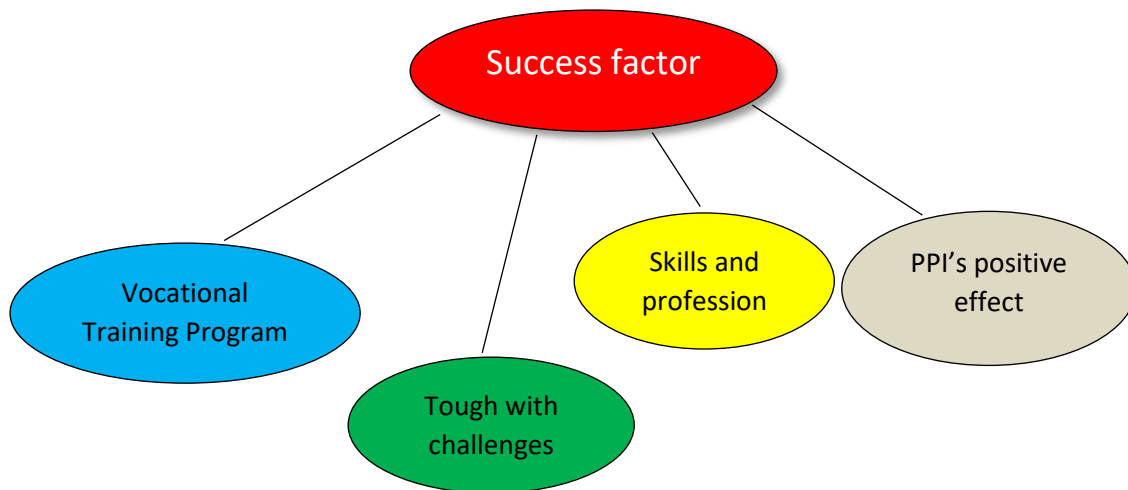 Success factor
Vocational
Training Program
Tough with
challenges
Skills and
profession
PPI’s positive
effect